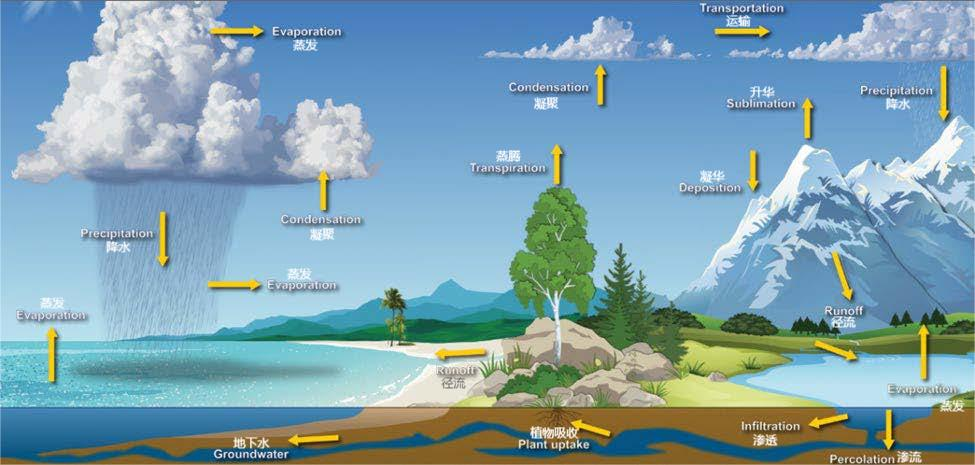 Transportation
运输
Evaporation
蒸发
Condensation
凝聚
升华
Sublimation
Precipitation
降水
蒸腾
Transpiration
凝华
Deposition
Condensation
凝聚
Precipitation
降水
蒸发
Evaporation
蒸发
Evaporation
Runoff
径流
Runoff
径流
Evaporation
蒸发
地下水
Groundwater
植物吸收
Plant uptake
Infiltration
渗透
Percolation 渗流